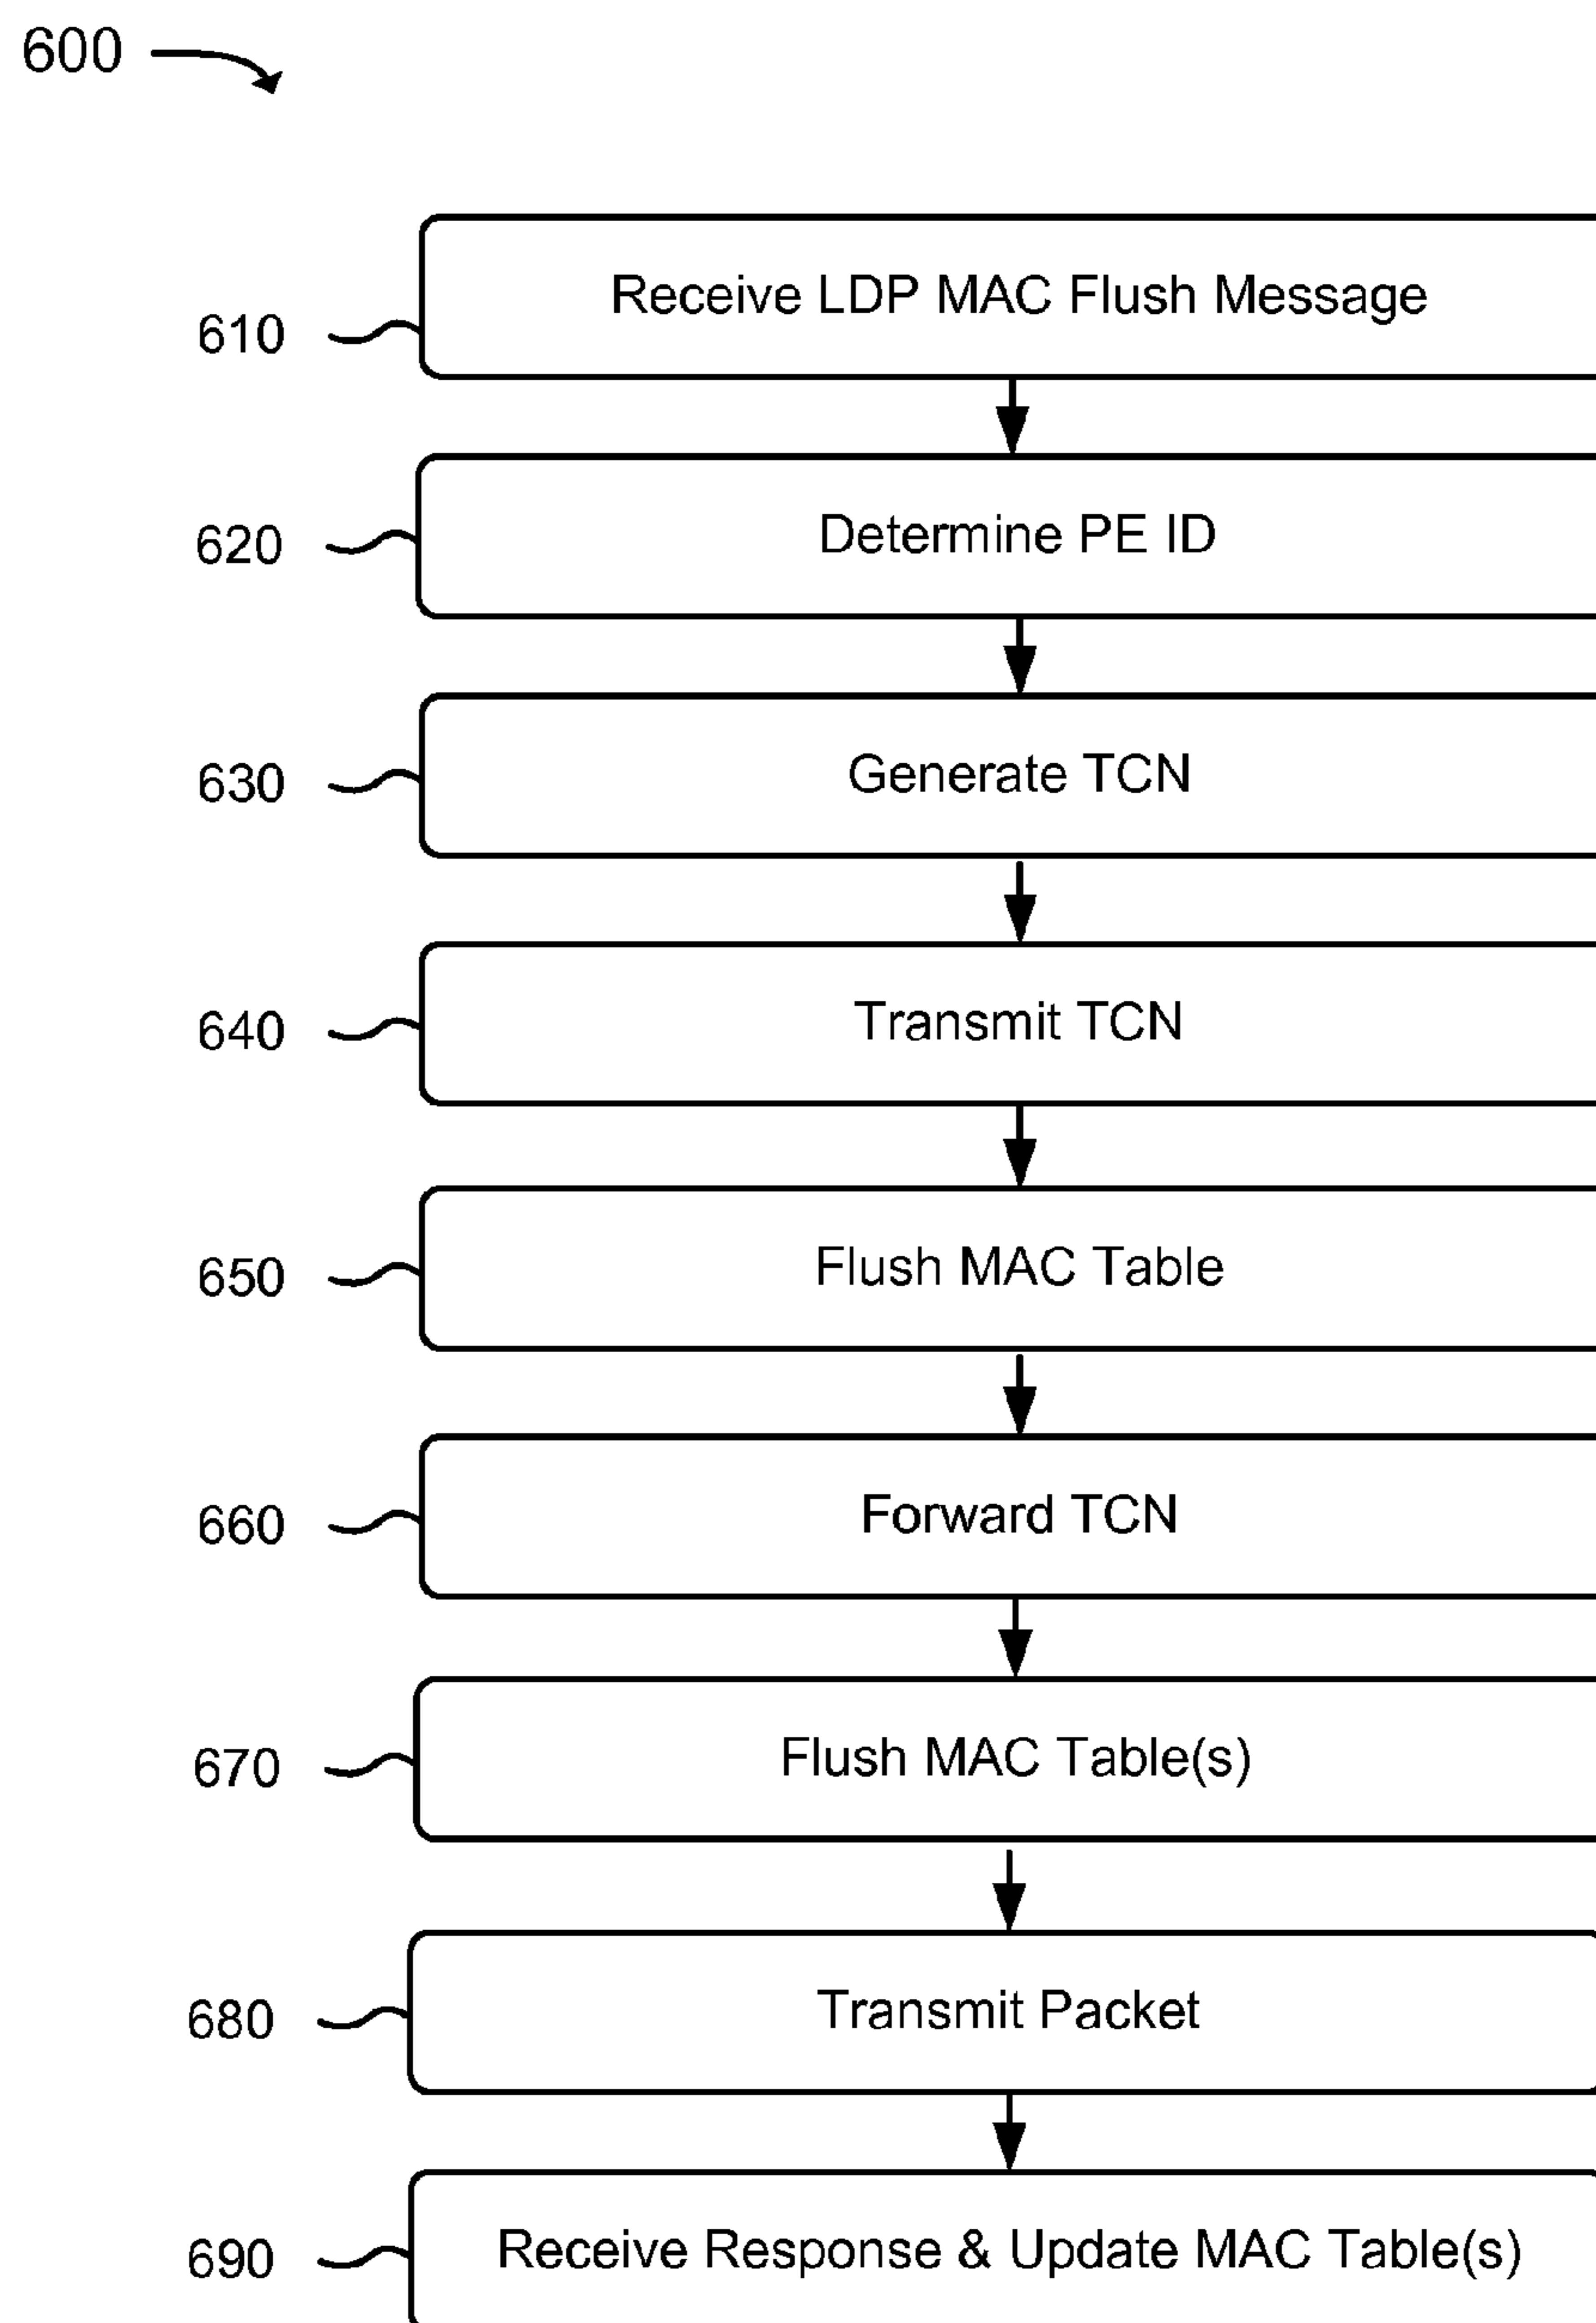 600
Receive LDP MAC Flush Message
610
Determine PE ID
620
Generate TCN
630
Transmit TCN
640
Flush MAC Table
650
Forward TCN
660
Flush MAC Table(s)
670
Transmit Packet
680
Receive Response & Update MAC Table(s)
690